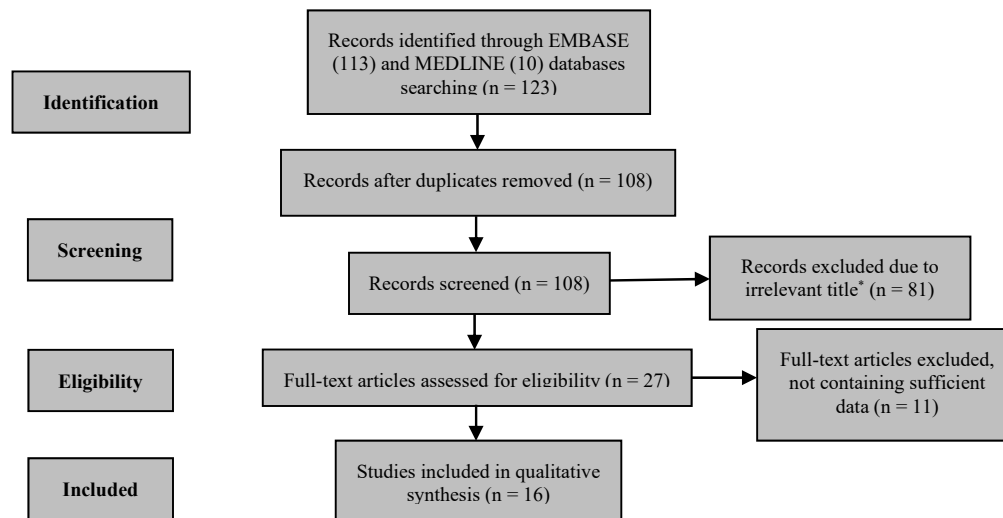 Identification
Records identified through EMBASE
(113) and MEDLINE (10) databases
searching (n = 123)
Records after duplicates removed (n = 108)
Screening
Records screened (n = 108)
Records excluded due to
irrelevant title* (n = 81)
Eligibility
Full-text articles assessed for eligibility (n = 27)
Full-text articles excluded,
not containing sufficient
data (n = 11)
Included
Studies included in qualitative
synthesis (n = 16)